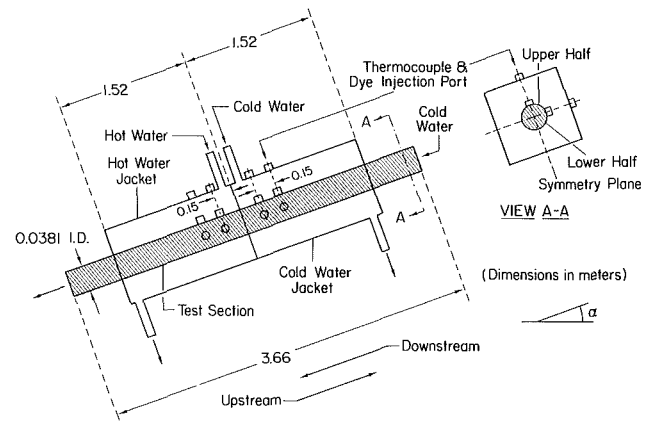 1.52
1.52
Upper Half
Thermocouple &
Dye Injection Port
Cold Water
Hot Water
Cold
Water
A
Hot Water
Jacket
0.15
Lower Half
Symmetry Plane
0.15
A
VIEW A-A
0.0381 I.D.
Cold Water
Jacket
(Dimensions in meters)
Test Section
α
3.66
Downstream
Upstream